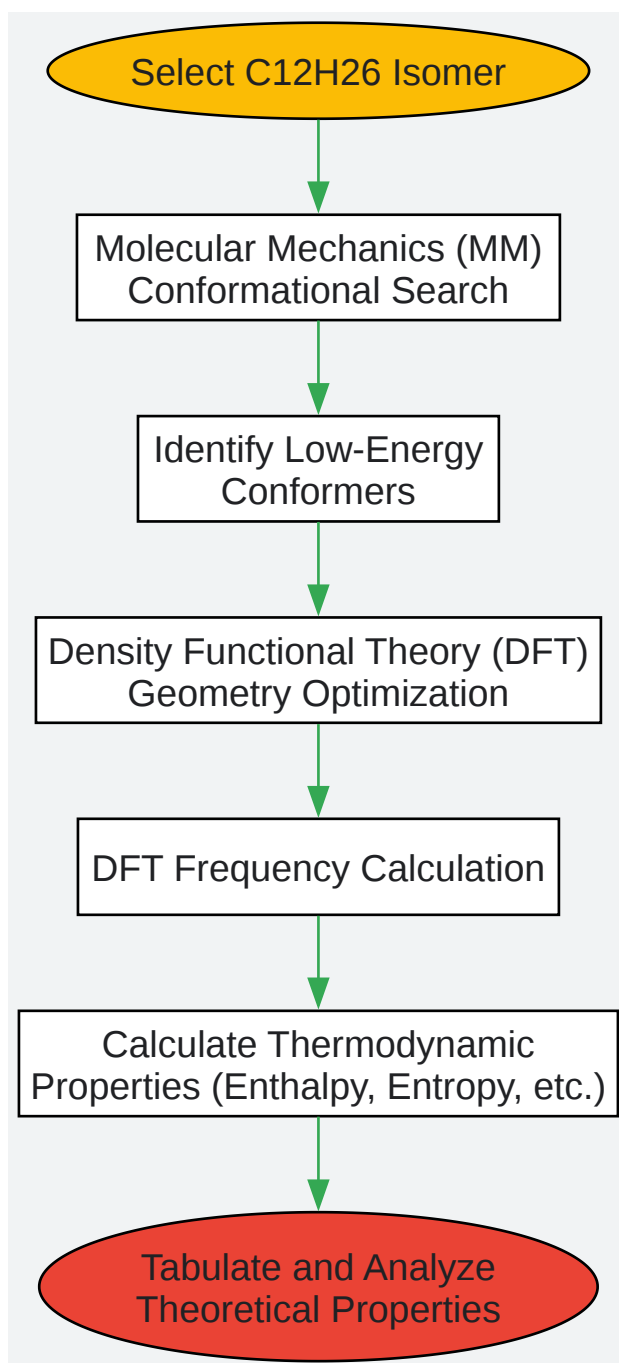 Select C12H26 Isomer
Molecular Mechanics (MM)
Conformational Search
Identify Low-Energy
Conformers
Density Functional Theory (DFT)
Geometry Optimization
DFT Frequency Calculation
Calculate Thermodynamic
Properties (Enthalpy, Entropy, etc.)
Tabulate and Analyze
Theoretical Properties